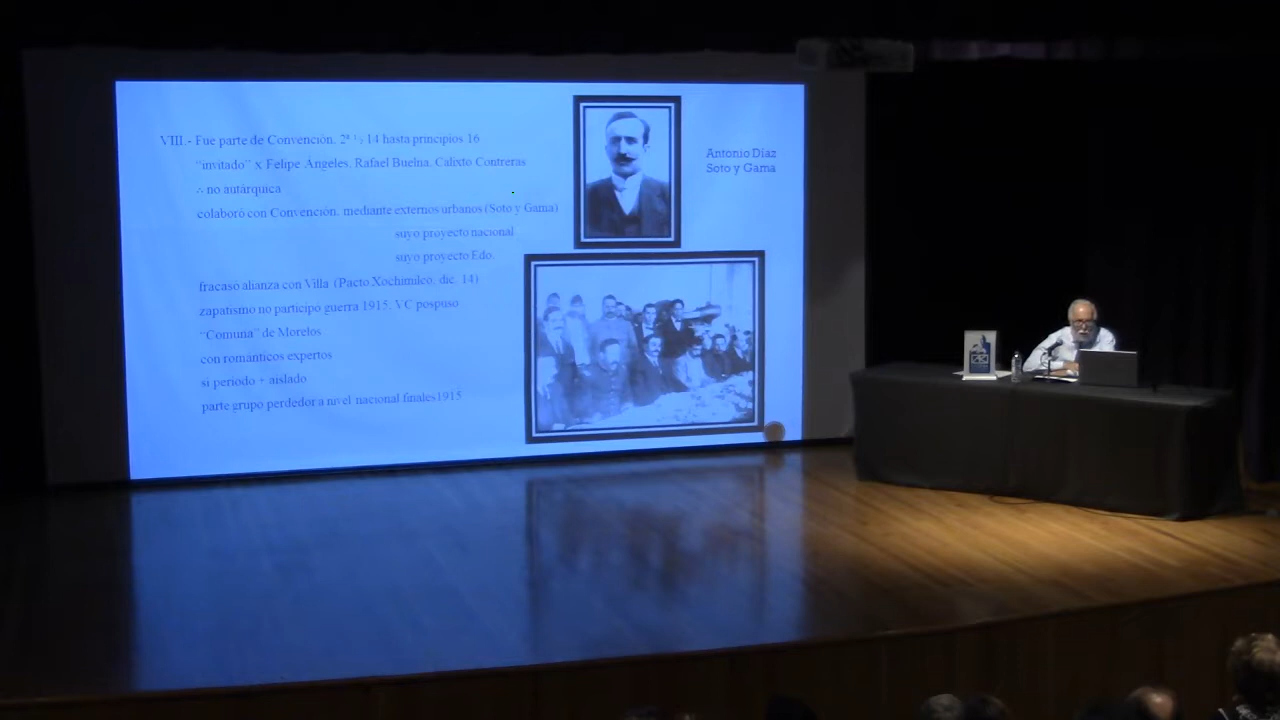 VIII.- Fue parte de Convención, 2ª ½ 14 hasta principios 16
“invitado” x Felipe Ángeles, Rafael Buelna, Calixto Contreras
∴ no autárquica
colaboró con Convención, mediante externos urbanos (Soto y Gama)
suyo proyecto nacional
suyo proyecto Edo.
fracaso alianza con Villa (Pacto Xochimilco, dic. 14)
zapatismo no participó guerra 1915: VC pospuso
“Comuna” de Morelos
con románticos expertos
si periodo + aislado
parte grupo perdedor a nivel nacional finales1915
Antonio Díaz
Soto y Gama